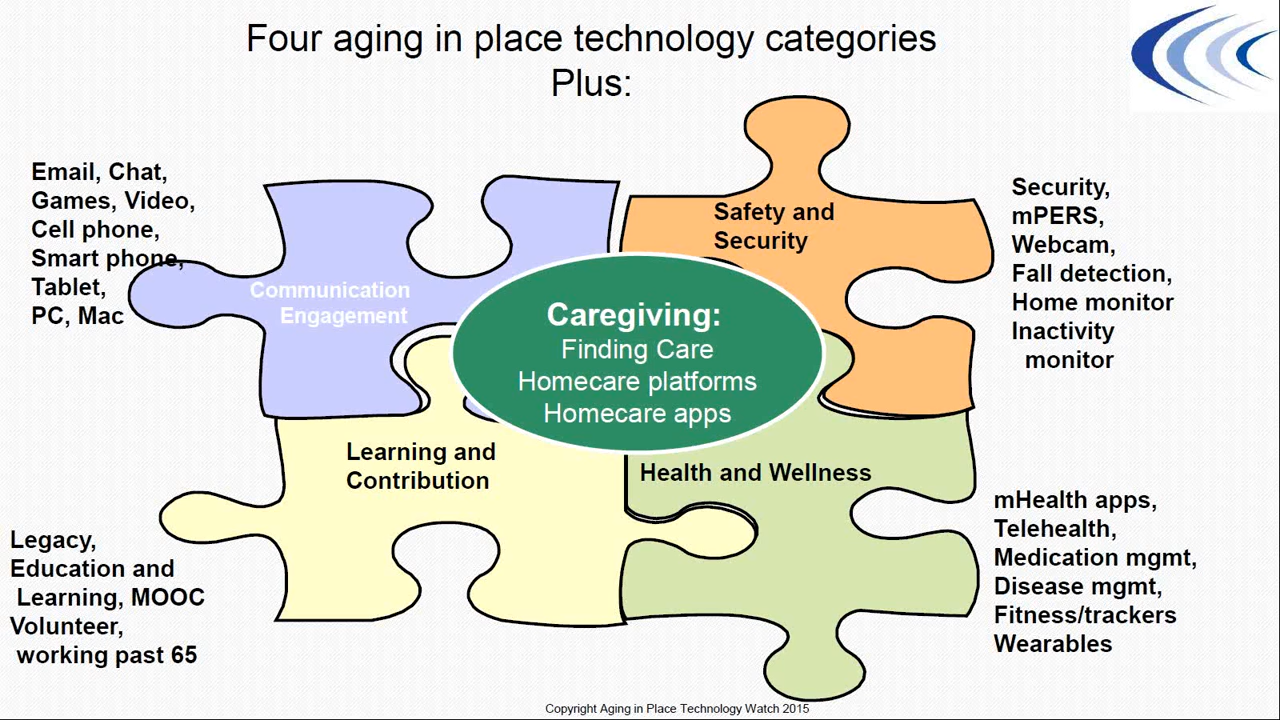 Four aging in place technology categories
Plus:
Email, Chat,
Games, Video,
Cell phone,
Smart phone,
Tablet,
PC, Mac
Communication
Engagement
Safety and
Security
Security,
mPERS,
Webcam,
Fall detection,
Home monitor
Inactivity
monitor
Caregiving:
Finding Care
Homecare platforms
Homecare apps
Learning and
Contribution
Health and Wellness
Legacy,
Education and
Learning, MOOC
Volunteer,
working past 65
mHealth apps,
Telehealth,
Medication mgmt,
Disease mgmt,
Fitness/trackers
Wearables
Copyright Aging in Place Technology Watch 2015